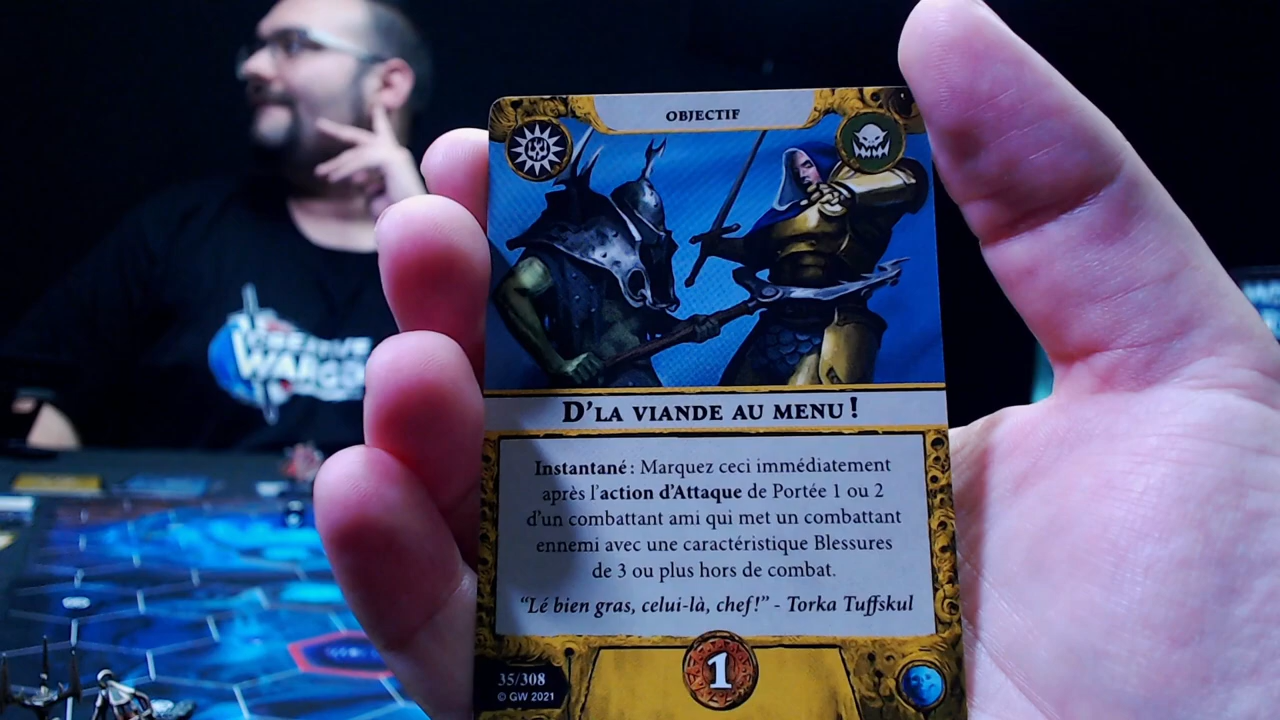 OBJECTIF
D'LA VIANDE AU MENU !
Instantané : Marquez ceci immédiatement
après l'action d'Attaque de Portée 1 ou 2
d'un combattant ami qui met un combattant
ennemi avec une caractéristique Blessures
de 3 ou plus hors de combat.
“Lé bien gras, celui-là, chef!” - Torka Tuffskul
1
35/308
© GW 2021